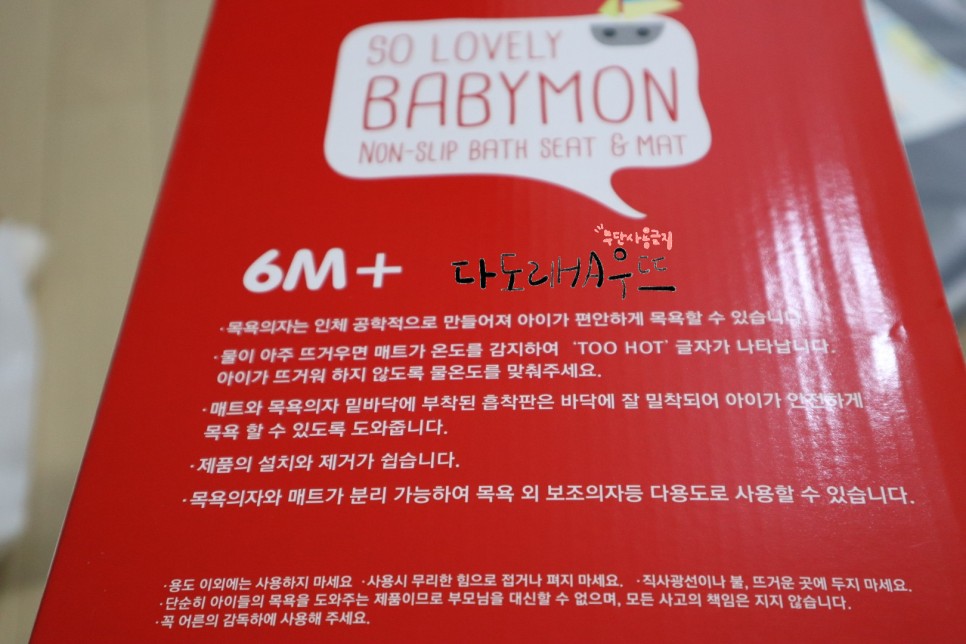 SO LOVELY
BABYMON
NON-SLIP BATH SEAT & MAT
무단사용금지
6M+
다도래HA우뜨
·목욕의자는 인체 공학적으로 만들어져 아이가 편안하게 목욕할 수 있습니다.
·물이 아주 뜨거우면 매트가 온도를 감지하여 'TOO HOT' 글자가 나타납니다.
아이가 뜨거워 하지 않도록 물온도를 맞춰주세요.
·매트와 목욕의자 밑바닥에 부착된 흡착판은 바닥에 잘 밀착되어 아이가 안전하게
목욕 할 수 있도록 도와줍니다.
·제품의 설치와 제거가 쉽습니다.
·목욕의자와 매트가 분리 가능하여 목욕 외 보조의자등 다용도로 사용할 수 있습니다.
·용도 이외에는 사용하지 마세요 ·사용시 무리한 힘으로 접거나 펴지 마세요. ·직사광선이나 불, 뜨거운 곳에 두지 마세요.
·단순히 아이들의 목욕을 도와주는 제품이므로 부모님을 대신할 수 없으며, 모든 사고의 책임은 지지 않습니다.
·꼭 어른의 감독하에 사용해 주세요.